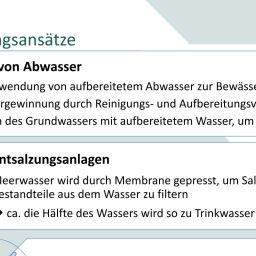 ngsansätze
von Abwasser
wendung von aufbereitetem Abwasser zur Bewässe
rgewinnung durch Reinigungs- und Aufbereitungsv
n des Grundwassers mit aufbereitetem Wasser, um
ntsalzungsanlagen
Meerwasser wird durch Membrane gepresst, um Sal
estandteile aus dem Wasser zu filtern
ca. die Hälfte des Wassers wird so zu Trinkwasser